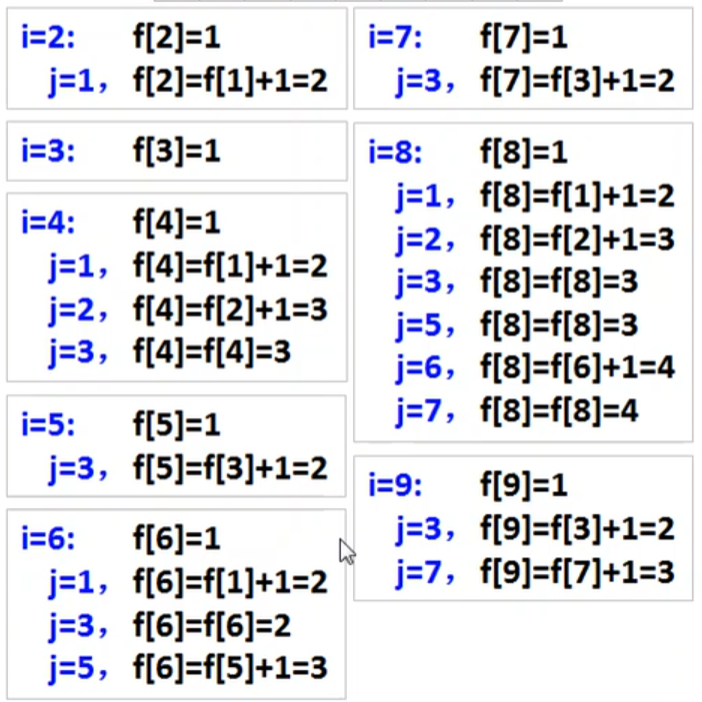 i=2: f[2]=1
j=1， f[2]=f[1]+1=2
i=3: f[3]=1
i=4: f[4]=1
j=1， f[4]=f[1]+1=2
j=2， f[4]=f[2]+1=3
j=3， f[4]=f[4]=3
i=5: f[5]=1
j=3， f[5]=f[3]+1=2
i=6: f[6]=1
j=1， f[6]=f[1]+1=2
j=3， f[6]=f[6]=2
j=5， f[6]=f[5]+1=3
i=7: f[7]=1
j=3， f[7]=f[3]+1=2
i=8: f[8]=1
j=1， f[8]=f[1]+1=2
j=2， f[8]=f[2]+1=3
j=3， f[8]=f[8]=3
j=5， f[8]=f[8]=3
j=6， f[8]=f[6]+1=4
j=7， f[8]=f[8]=4
i=9: f[9]=1
j=3， f[9]=f[3]+1=2
j=7， f[9]=f[7]+1=3